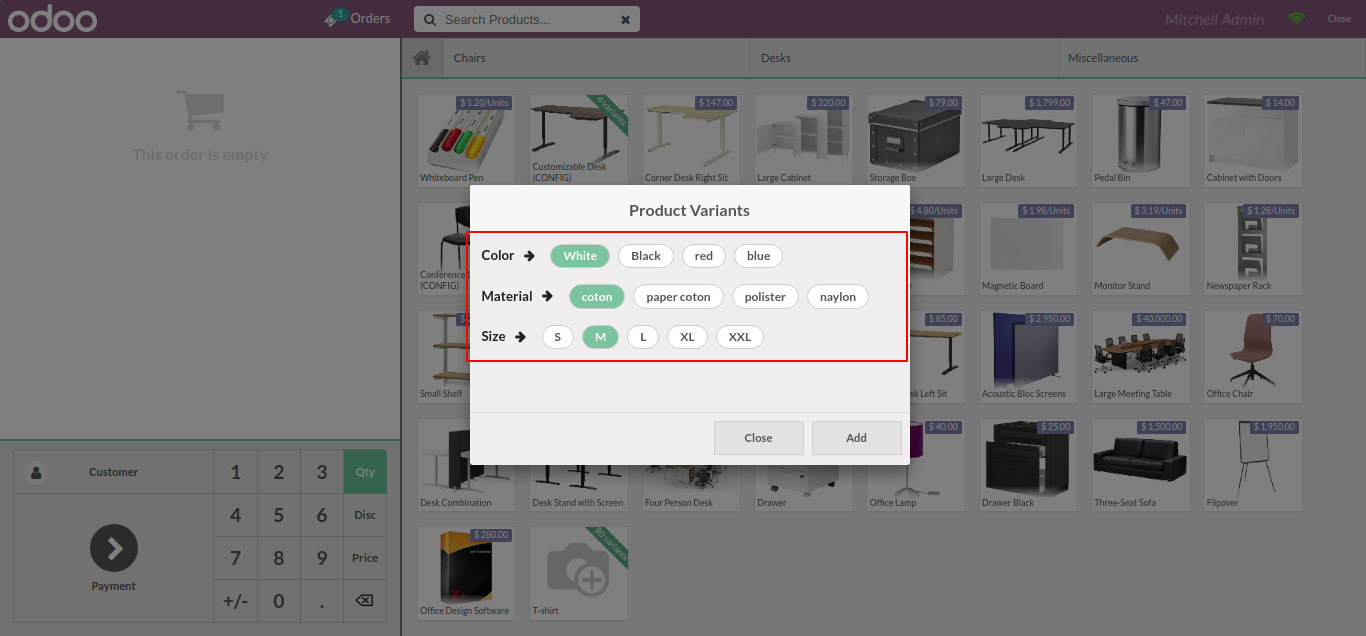 odoo
1 Orders
Search Products...
Mitchell Admin
Close
Chairs
Desks
Miscellaneous
This order is empty
$ 1.20/Units
Whiteboard Pen
4 variants
Customizable Desk
(CONFIG)
$ 147.00
Corner Desk Right Sit
$ 320.00
Large Cabinet
$ 79.00
Storage Box
$ 1,799.00
Large Desk
$ 47.00
Pedal Bin
$ 14.00
Cabinet with Doors
(CONFIG)
4.80/Units
$ 1.98/Units
Magnetic Board
$ 3.19/Units
Monitor Stand
$ 1.28/Units
Newspaper Rack
Product Variants
Color
White
Black
red
blue
Material
coton
paper coton
polister
naylon
Size
S
M
L
XL
XXL
Close
Add
Small Shelf
$ 85.00
sk Left Sit
$ 2,950.00
Acoustic Bloc Screens
$ 40,000.00
Large Meeting Table
$ 70.00
Office Chair
Desk Combination
Desk Stand with Screen
Four Person Desk
Drawer
$ 40.00
Office Lamp
$ 25.00
Drawer Black
$ 1,500.00
Three-Seat Sofa
$ 1,950.00
Flipover
$ 280.00
Office Design Software
80 variants
T-shirt
Customer
1
2
3
Qty
4
5
6
Disc
Payment
7
8
9
Price
+/-
0
.